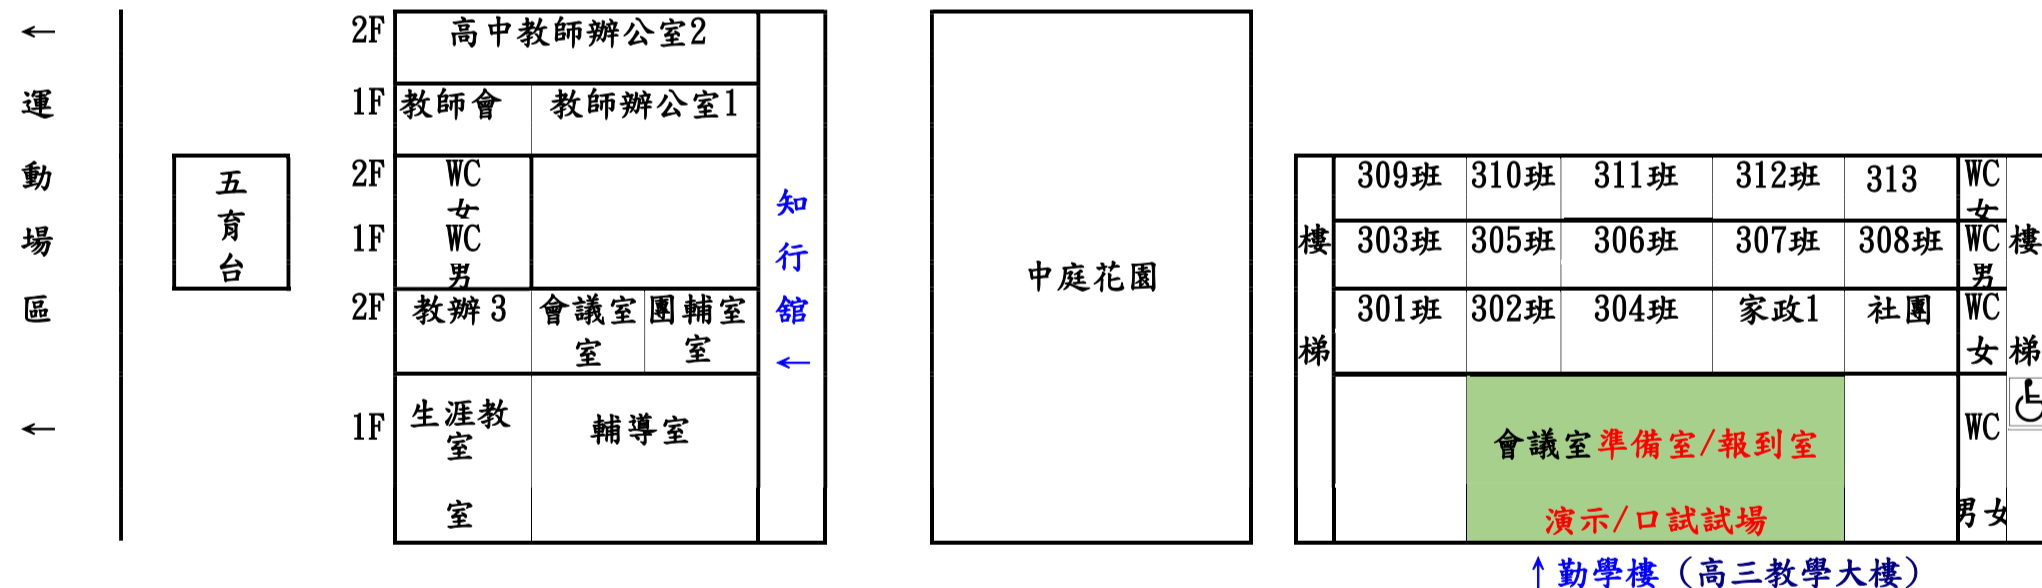 ←
運
動
場
區
←
五
育
台
2F 高中教師辦公室2
1F 教師會 教師辦公室1
2F WC
女
1F WC
男
2F 教辦3 會議室 團輔室
室 室
1F 生涯教 輔導室
室
室
知
行
舘
←
中庭花園
樓
梯
309班 310班 311班 312班 313 WC
女
303班 305班 306班 307班 308班 WC
男
301班 302班 304班 家政1 社團 WC
女
會議室準備室/報到室 WC
演示/口試試場 男女
樓
梯
↑勤學樓（高三教學大樓）